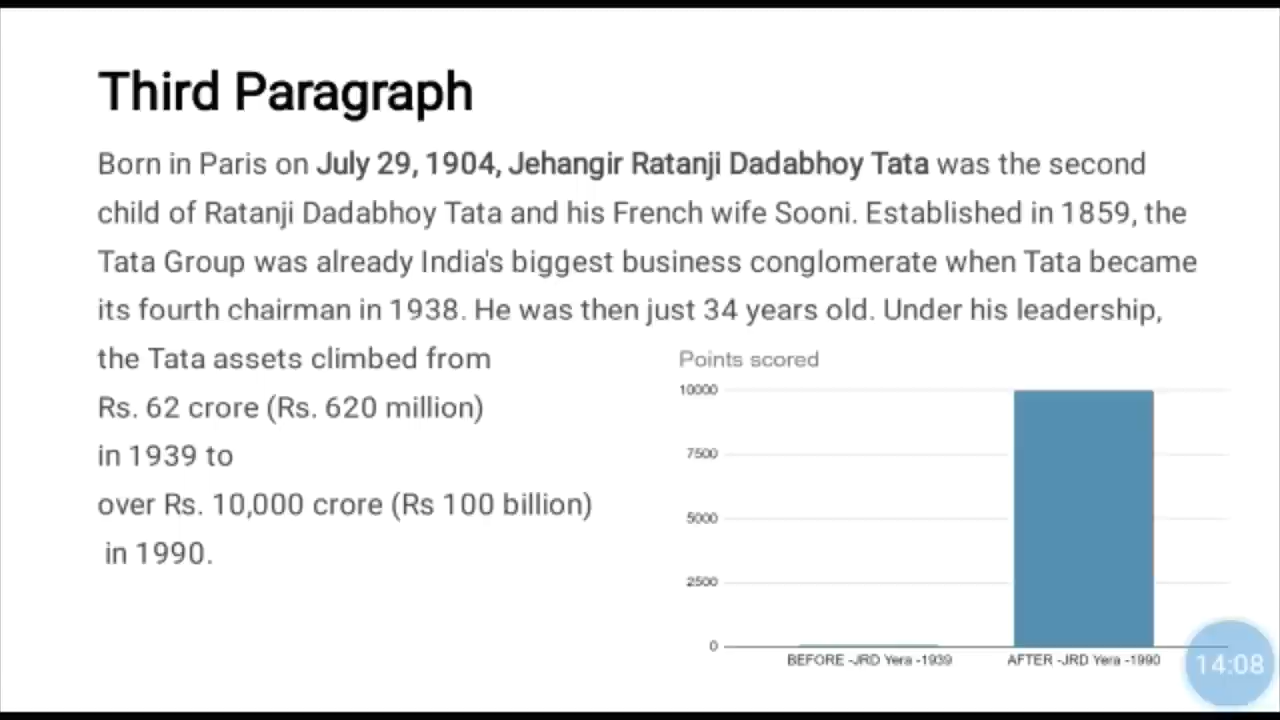 Third Paragraph
Born in Paris on July 29, 1904, Jehangir Ratanji Dadabhoy Tata was the second
child of Ratanji Dadabhoy Tata and his French wife Sooni. Established in 1859, the
Tata Group was already India's biggest business conglomerate when Tata became
its fourth chairman in 1938. He was then just 34 years old. Under his leadership,
the Tata assets climbed from
Rs. 62 crore (Rs. 620 million)
in 1939 to
over Rs. 10,000 crore (Rs 100 billion)
in 1990.
Points scored
10000
7500
5000
2500
0
BEFORE -JRD Yera -1939
AFTER -JRD Yera -1990
14:08